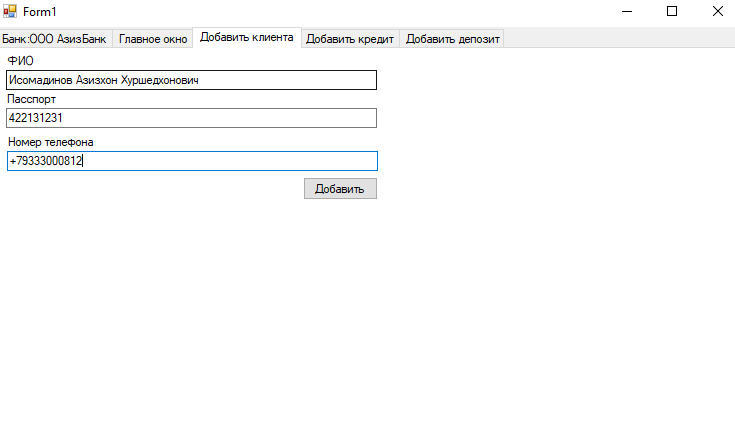 Form1
Банк:ООО АзизБанк Главное окно Добавить клиента Добавить кредит Добавить депозит
ФИО
Исомадинов Азизхон Хуршедхонович
Пасспорт
422131231
Номер телефона
+79333000812
Добавить